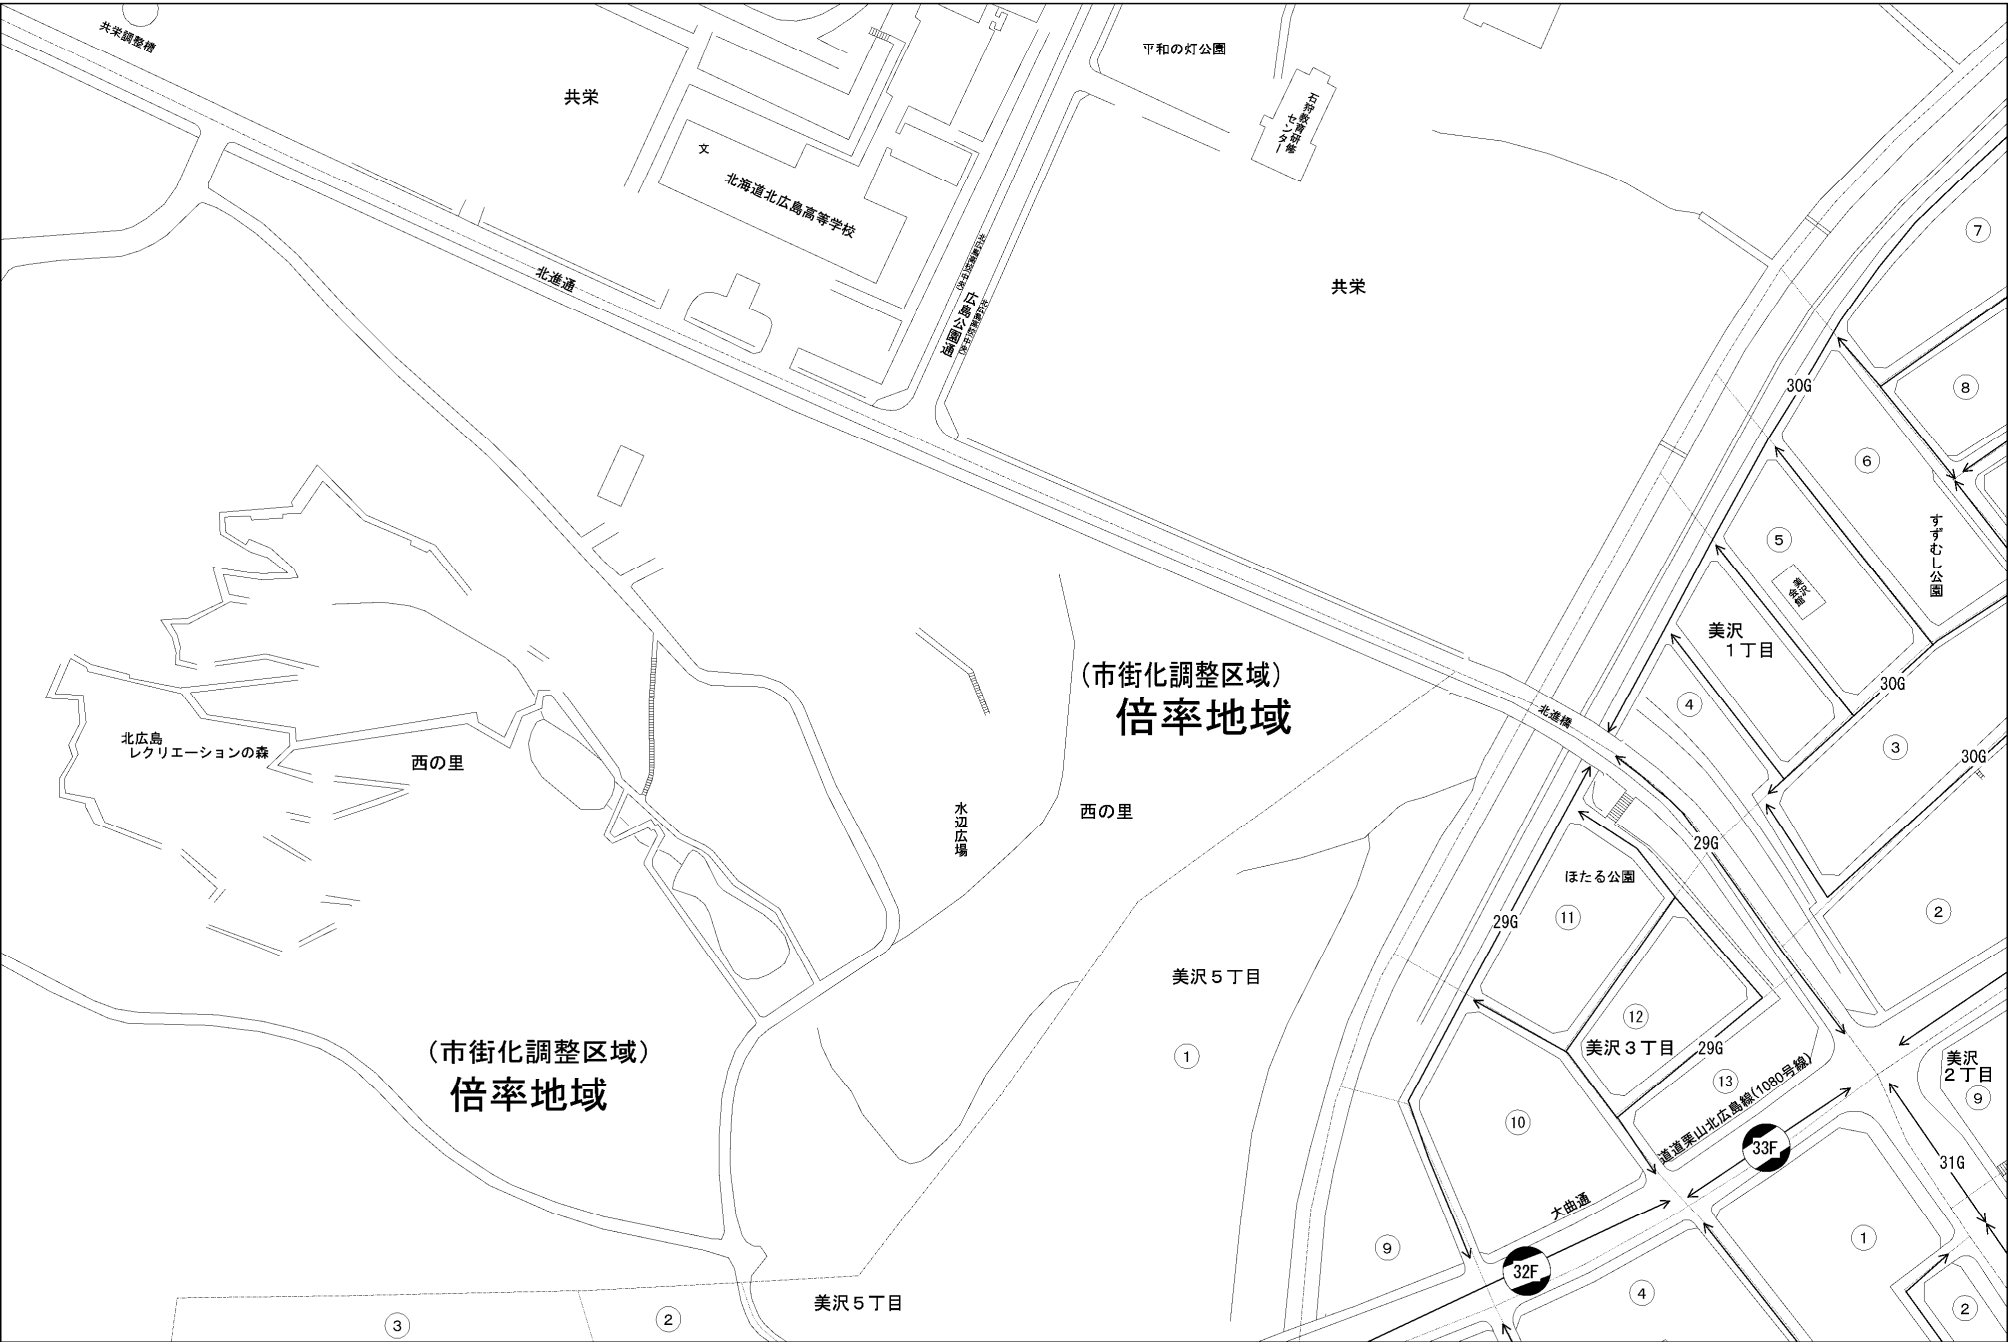 共栄調整槽
共栄
平和の灯公園
石狩教育研修
センター
文
北海道北広島高等学校
北進通
広島公園通
共栄
⑦
30G
⑧
⑥
⑤
すずむし公園
美沢
会館
美沢
1丁目
④
30G
③
30G
(市街化調整区域)
倍率地域
北進橋
北広島
レクリエーションの森
西の里
水辺広場
西の里
29G
ほたる公園
②
29G
⑪
美沢5丁目
①
⑫
美沢3丁目
29G
⑬
道道栗山北広島線(1080号線)
美沢
2丁目
⑨
(市街化調整区域)
倍率地域
⑩
33F
31G
大曲通
⑨
①
32F
④
②
美沢5丁目
②
③